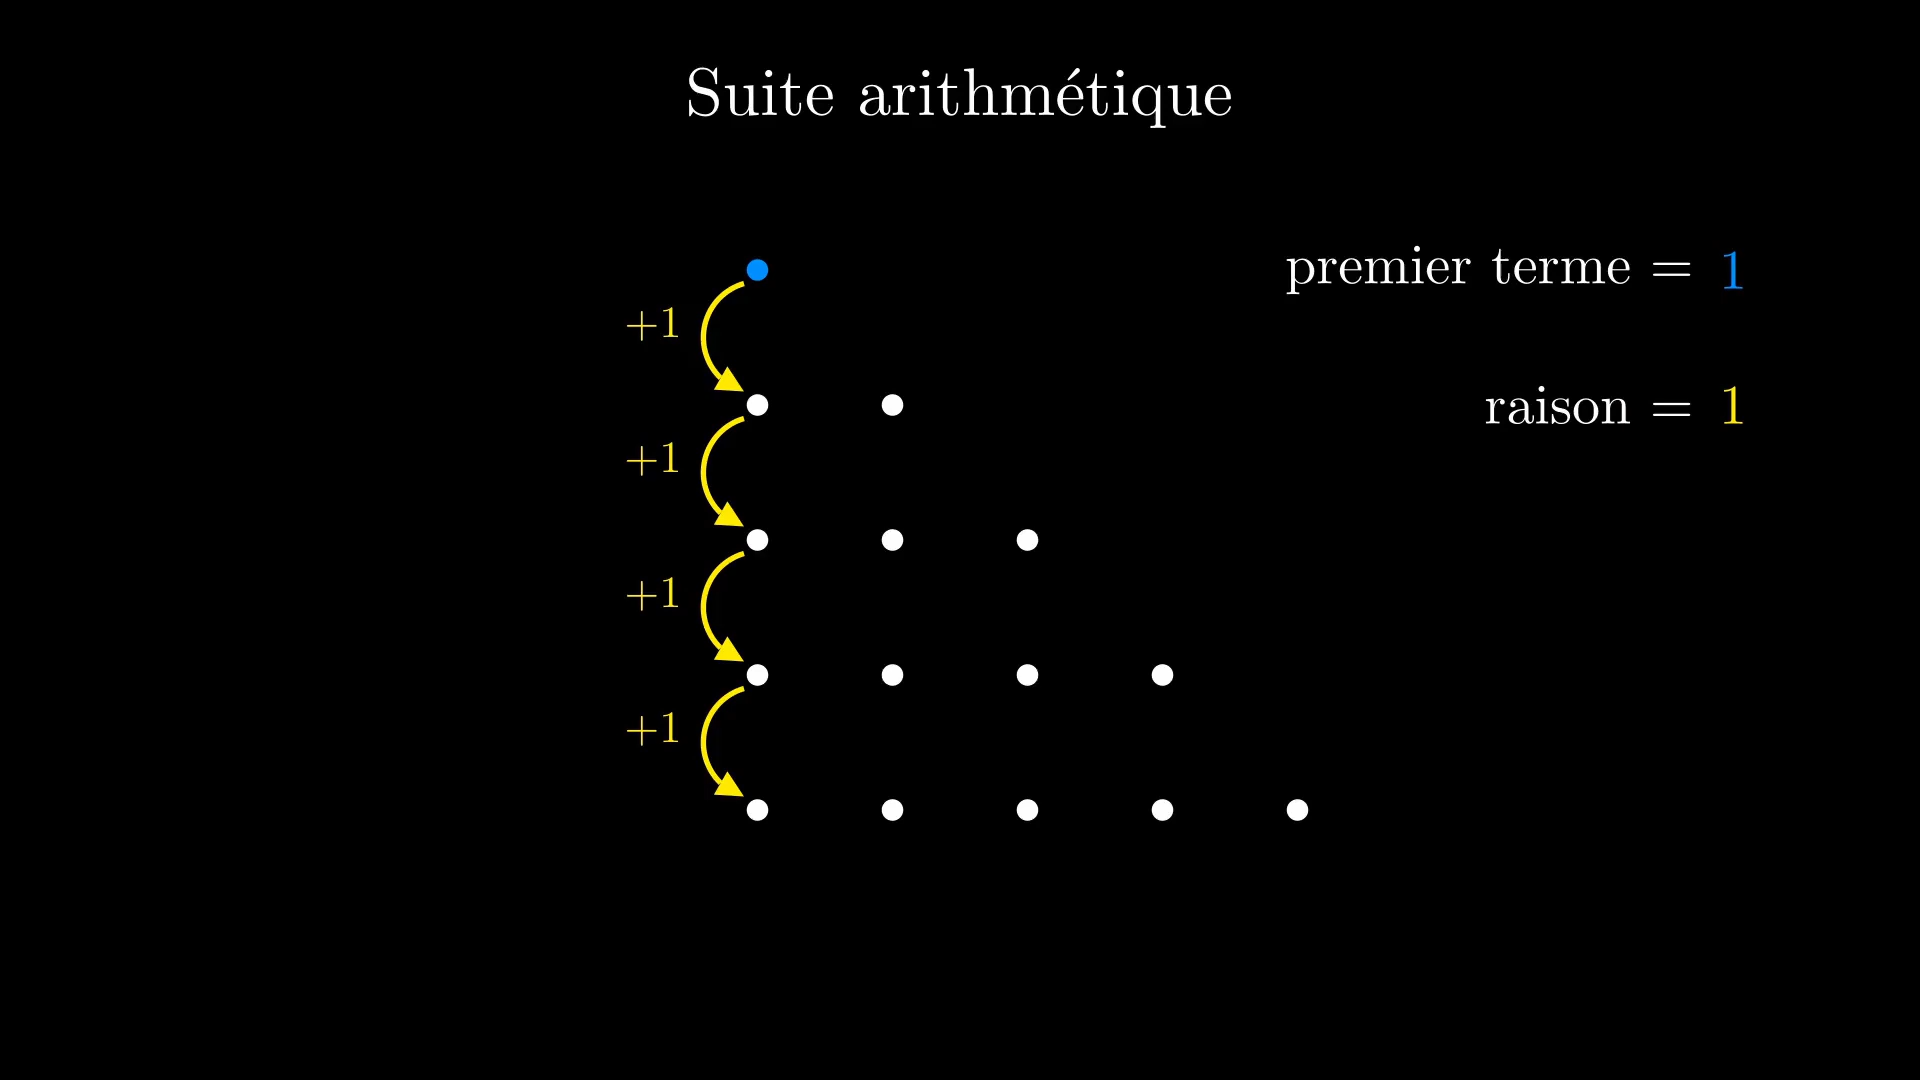 Suite arithmétique
premier terme = 1
+1
raison = 1
+1
+1
+1